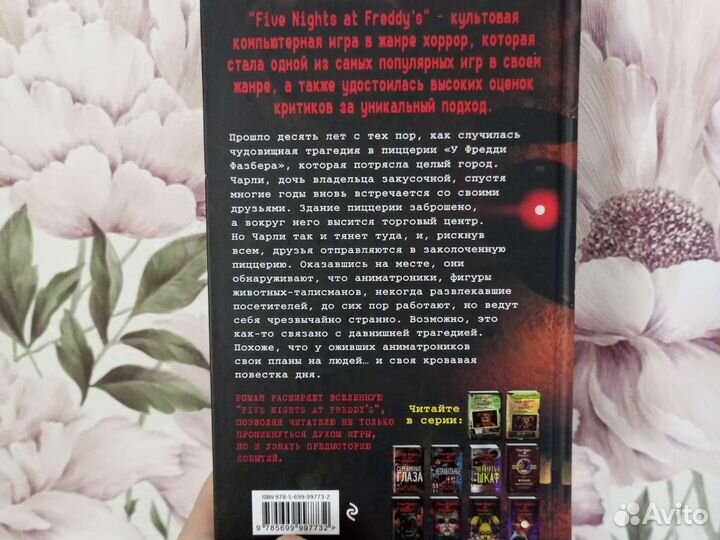 "Five Nights at Freddy's" - культовая
компьютерная игра в жанре хоррор, которая
стала одной из самых популярных игр в своем
жанре, а также удостоилась высоких оценок
критиков за уникальный подход.
Прошло десять лет с тех пор, как случилась
чудовищная трагедия в пиццерии «У Фредди
Фазбера», которая потрясла целый город.
Чарли, дочь владельца закусочной, спустя
многие годы вновь встречается со своими
друзьями. Здание пиццерии заброшено,
а вокруг него высится торговый центр.
Но Чарли так и тянет туда, и, рискнув
всем, друзья отправляются в заколоченную
пиццерию. Оказавшись на месте, они
обнаруживают, что аниматроники, фигуры
животных-талисманов, некогда развлекавшие
посетителей, до сих пор работают, но ведут
себя чрезвычайно странно. Возможно, это
как-то связано с давнишней трагедией.
Похоже, что у оживших аниматроников
свои планы на людей… и своя кровавая
повестка дня.
РОМАН РАСШИРЯЕТ ВСЕЛЕННУЮ
"FIVE NIGHTS AT FREDDY'S",
ПОЗВОЛЯЯ ЧИТАТЕЛЮ НЕ ТОЛЬКО
ПРОНИКНУТЬСЯ ДУХОМ ИГРЫ,
НО И УЗНАТЬ ПРЕДЫСТОРИЮ
СОБЫТИЙ.
Читайте
в серии:
СЕРЕБРЯНЫЕ
ГЛАЗА
ЧЕТВЕРТЫЙ
ШКАФ
ISBN 978-5-699-99773-2
9 785699 997732 >
Avito